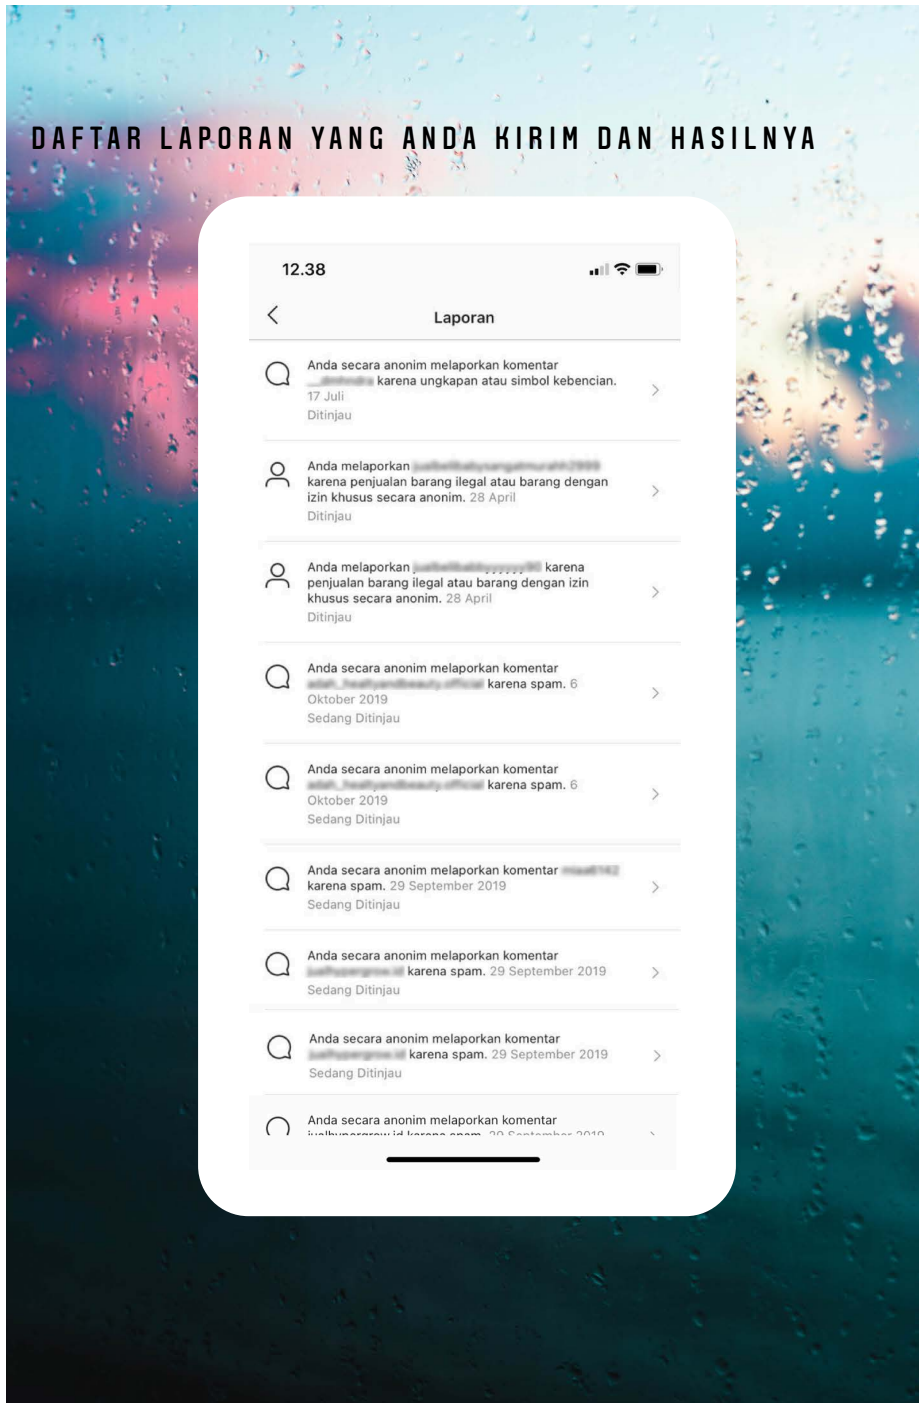 DAFTAR LAPORAN YANG ANDA KIRIM DAN HASILNYA
12.38
Laporan
Anda secara anonim melaporkan komentar
karena ungkapan atau simbol kebencian.
17 Juli
Ditinjau
Anda melaporkan
karena penjualan barang ilegal atau barang dengan
izin khusus secara anonim. 28 April
Ditinjau
Anda melaporkan karena
penjualan barang ilegal atau barang dengan izin
khusus secara anonim. 28 April
Ditinjau
Anda secara anonim melaporkan komentar
karena spam. 6
Oktober 2019
Sedang Ditinjau
Anda secara anonim melaporkan komentar
karena spam. 6
Oktober 2019
Sedang Ditinjau
Anda secara anonim melaporkan komentar
karena spam. 29 September 2019
Sedang Ditinjau
Anda secara anonim melaporkan komentar
karena spam. 29 September 2019
Sedang Ditinjau
Anda secara anonim melaporkan komentar
karena spam. 29 September 2019
Sedang Ditinjau
Anda secara anonim melaporkan komentar
karena spam. 29 September 2019